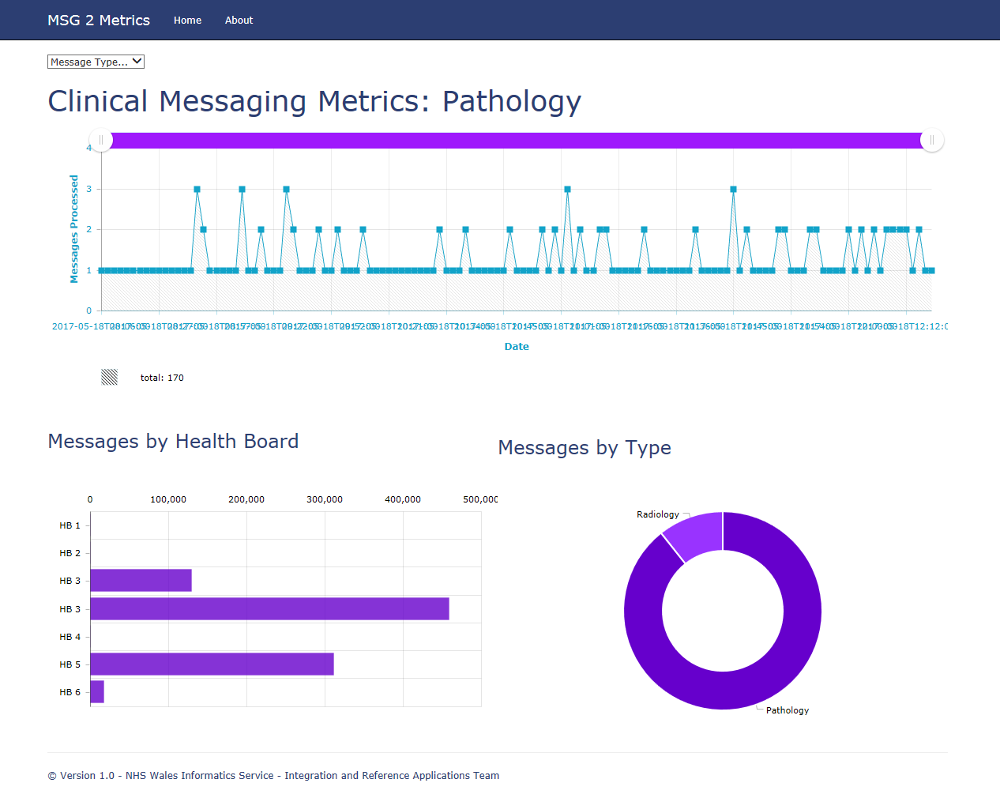 MSG 2 Metrics Home About
Message Type...
Clinical Messaging Metrics: Pathology
4
3
2
1
0
Messages Processed
Date
total: 170
Messages by Health Board
Messages by Type
0 100,000 200,000 300,000 400,000
HB 1
HB 2
HB 3
HB 3
HB 4
HB 5
HB 6
Radiology
Pathology
© Version 1.0 - NHS Wales Informatics Service - Integration and Reference Applications Team